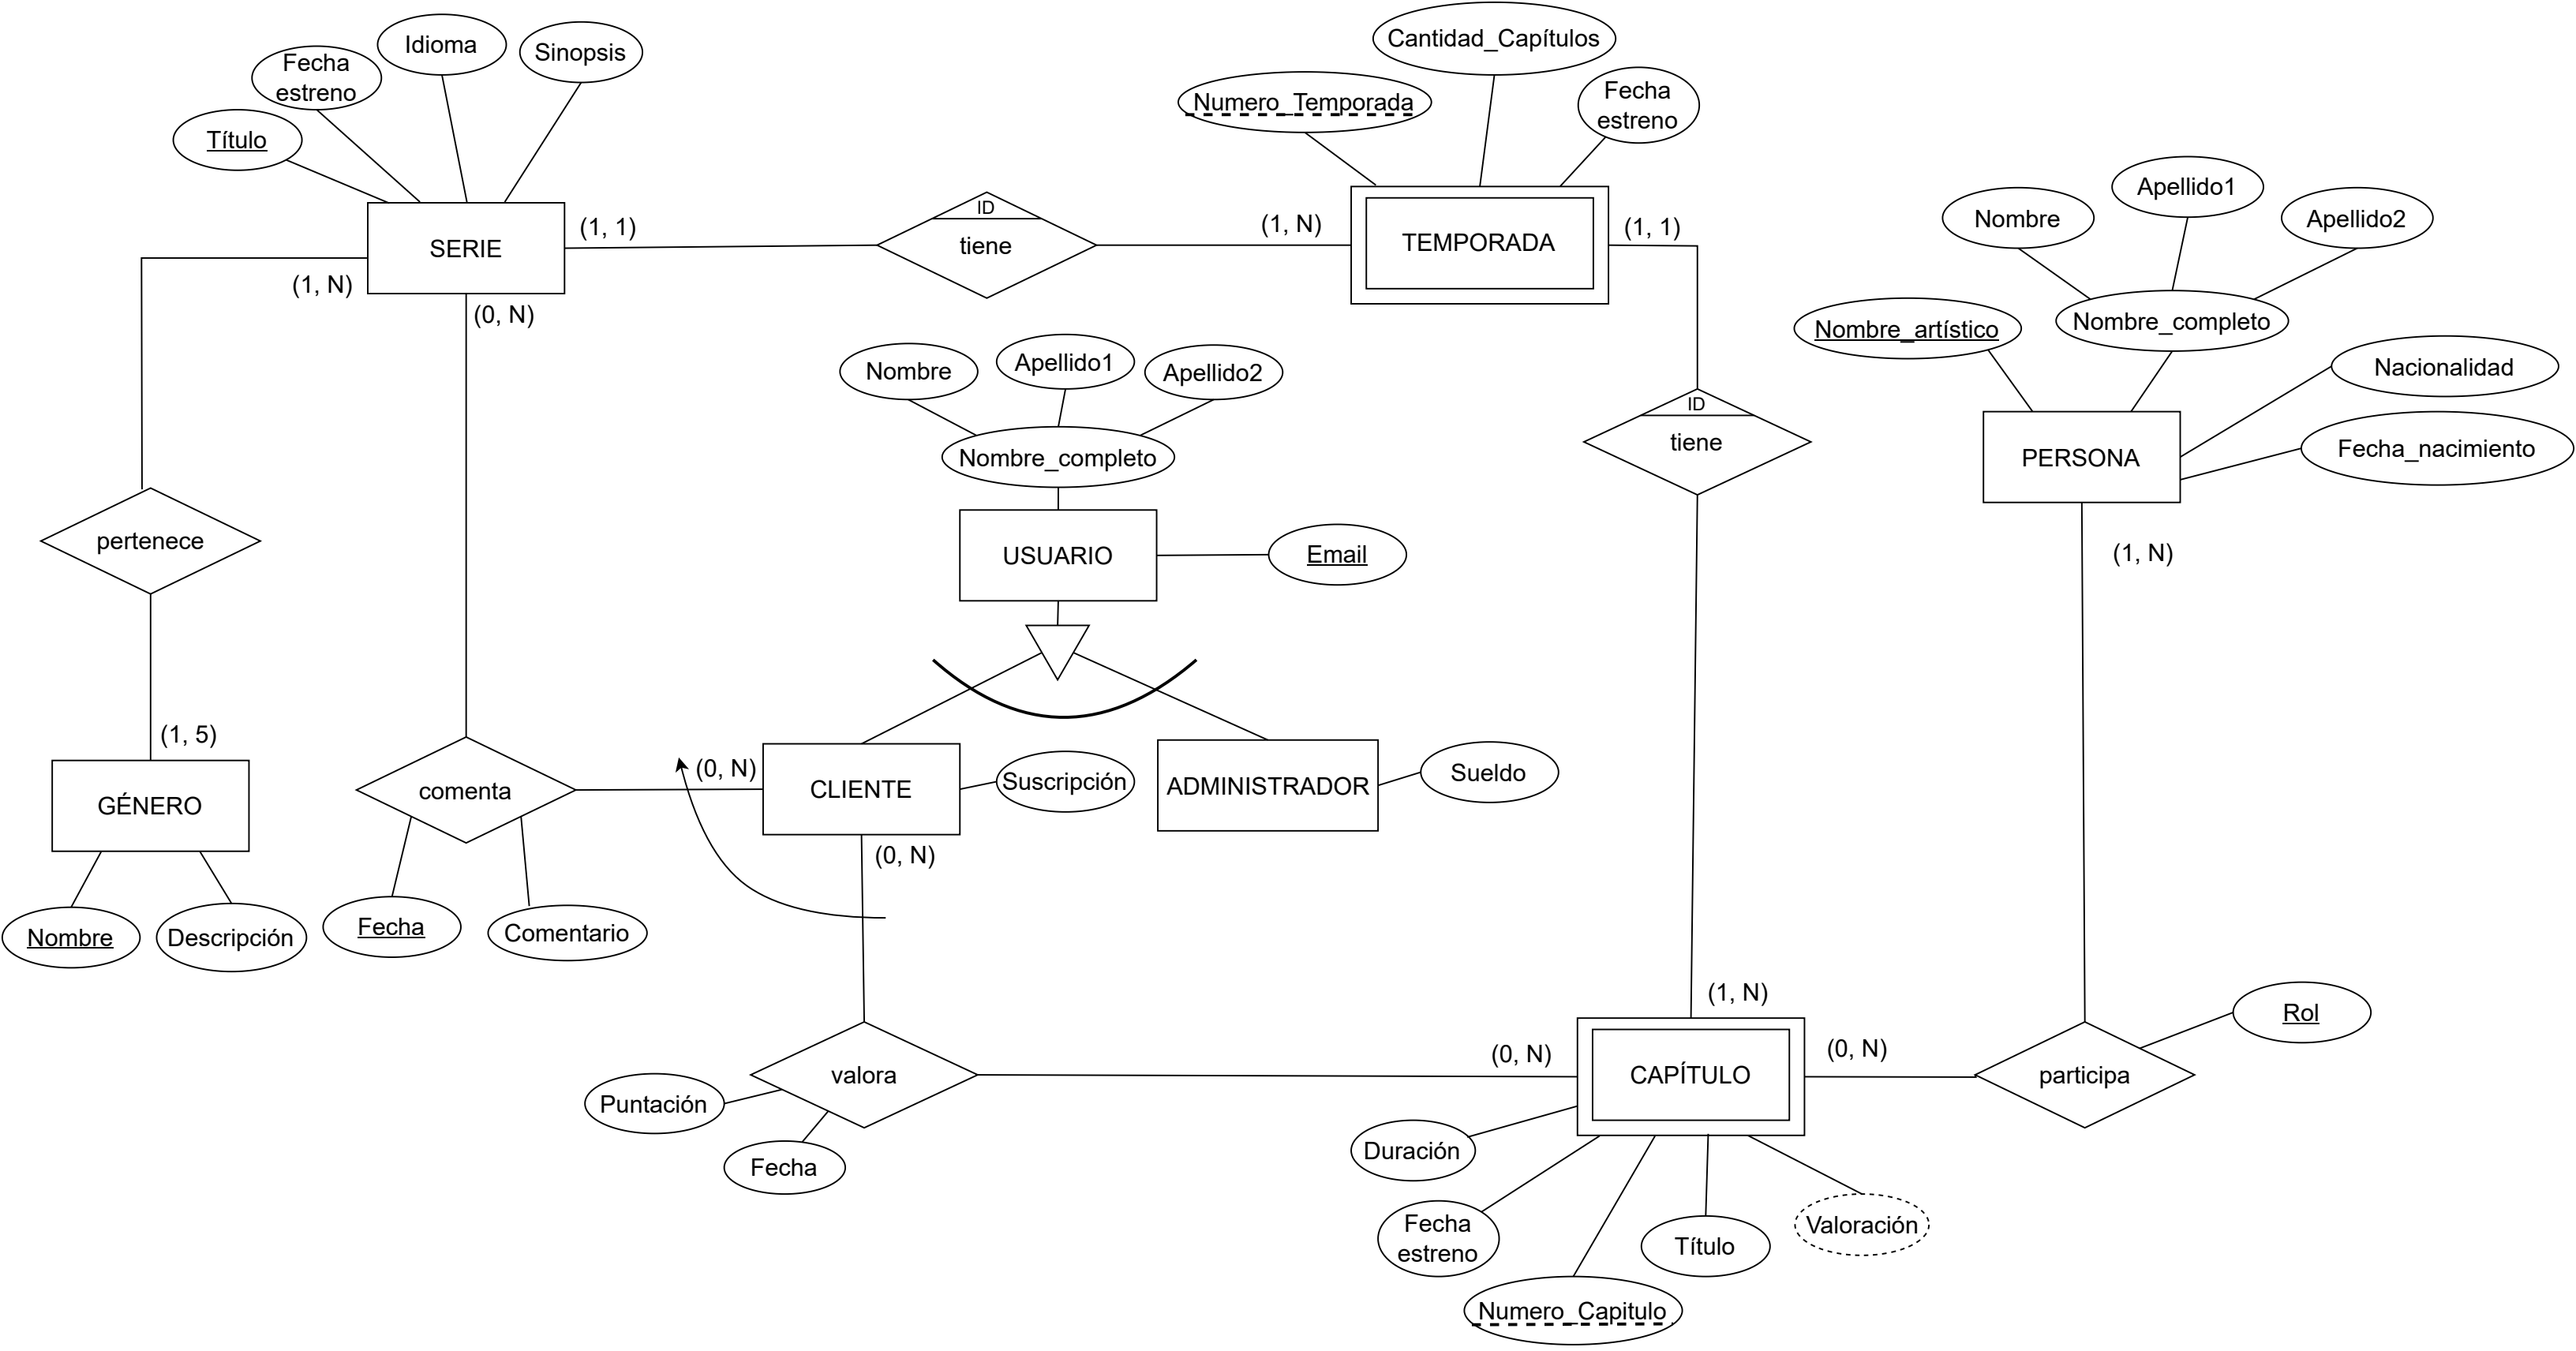 Título
Fecha
estreno
Idioma
Sinopsis
SERIE
(1, 1)
(1, N)
(0, N)
ID
tiene
(1, N)
Numero_Temporada
Cantidad_Capítulos
Fecha
estreno
TEMPORADA
(1, 1)
ID
tiene
Nombre
Apellido1
Apellido2
Nombre_artístico
Nombre_completo
Nacionalidad
Fecha_nacimiento
PERSONA
(1, N)
Nombre
Apellido1
Apellido2
Nombre_completo
USUARIO
Email
pertenece
(1, 5)
GÉNERO
Nombre
Descripción
comenta
Fecha
Comentario
(0, N)
CLIENTE
Suscripción
(0, N)
ADMINISTRADOR
Sueldo
valora
Puntación
Fecha
(0, N)
(1, N)
CAPÍTULO
(0, N)
participa
Rol
Duración
Fecha
estreno
Numero_Capitulo
Título
Valoración